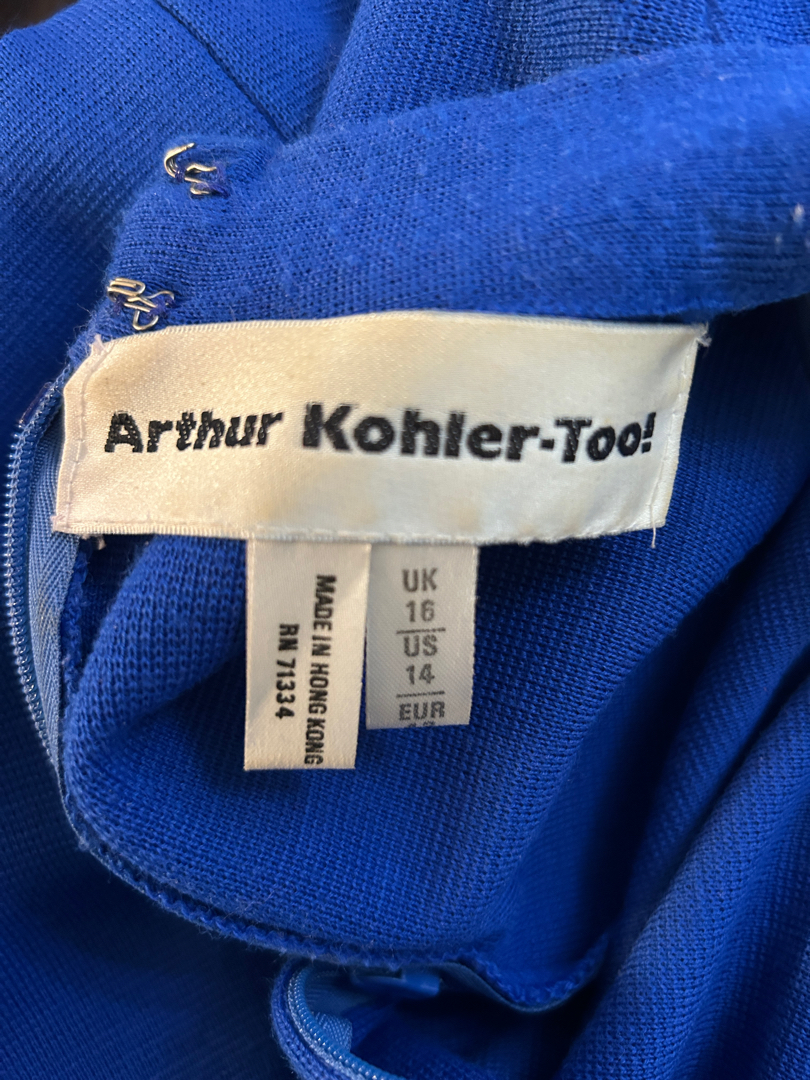 Arthur Kohler-Too!
MADE IN HONG KONG
RN 71334
UK
16
US
14
EUR